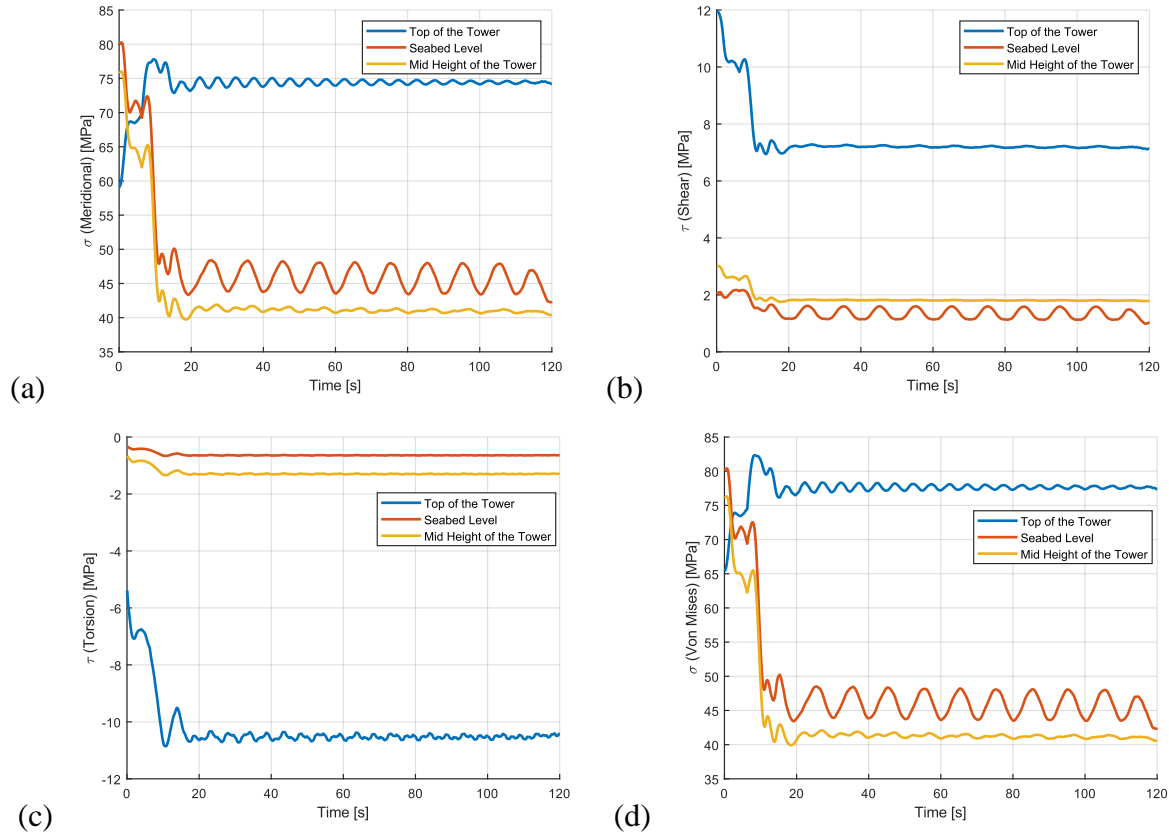 85
80
75
70
65
60
55
50
45
40
35
σ (Meridional) [MPa]
Top of the Tower
Seabed Level
Mid Height of the Tower
0 20 40 60 80 100 120
Time [s]
(a)
12
10
8
6
4
2
0
τ (Shear) [MPa]
Top of the Tower
Seabed Level
Mid Height of the Tower
0 20 40 60 80 100 120
Time [s]
(b)
0
-2
-4
-6
-8
-10
-12
τ (Torsion) [MPa]
Top of the Tower
Seabed Level
Mid Height of the Tower
0 20 40 60 80 100 120
Time [s]
(c)
85
80
75
70
65
60
55
50
45
40
35
σ (Von Mises) [MPa]
Top of the Tower
Seabed Level
Mid Height of the Tower
0 20 40 60 80 100 120
Time [s]
(d)